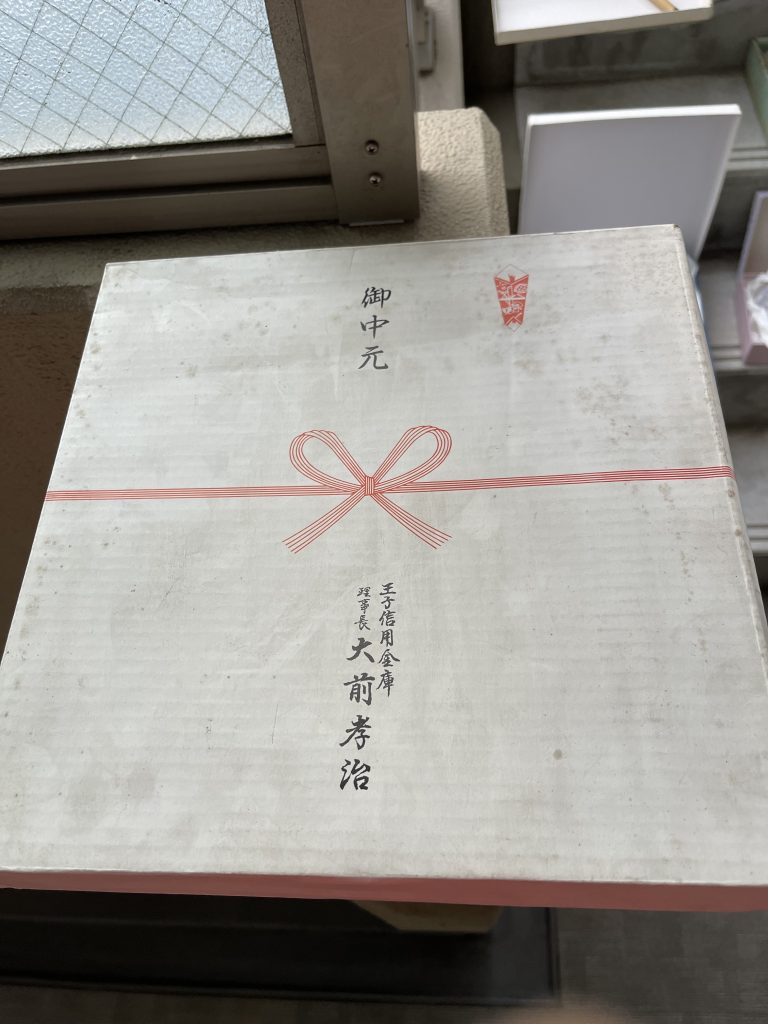 御中元
王子信用金庫
理事長 大前孝治